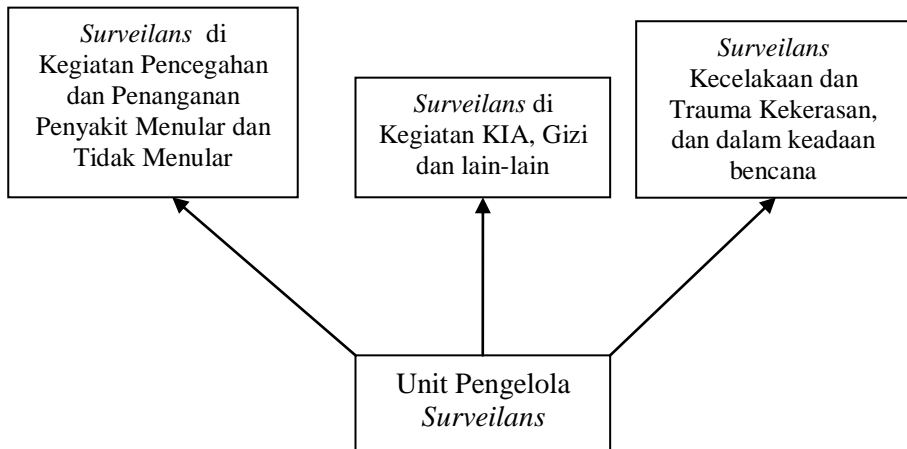 Surveilans di
Kegiatan Pencegahan
dan Penanganan
Penyakit Menular dan
Tidak Menular
Surveilans di
Kegiatan KIA, Gizi
dan lain-lain
Surveilans
Kecelakaan dan
Trauma Kekerasan,
dan dalam keadaan
bencana
Unit Pengelola
Surveilans